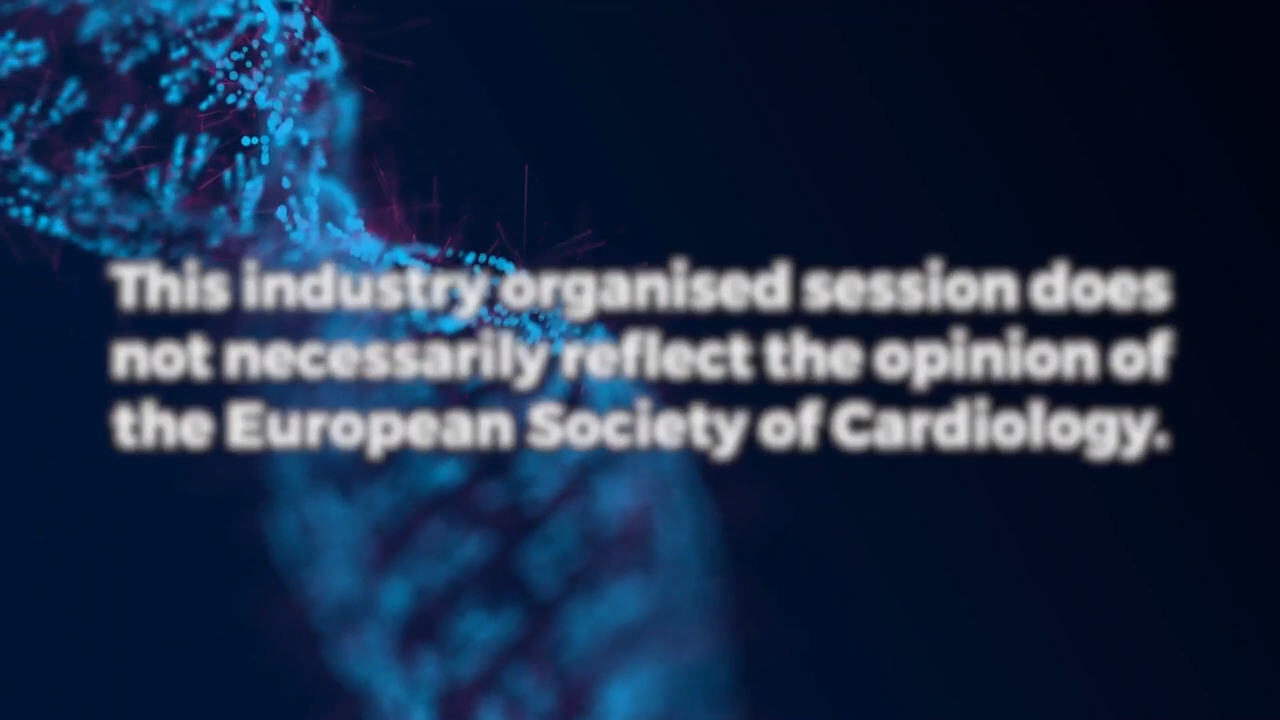 This industry organised session does
not necessarily reflect the opinion of
the European Society of Cardiology.